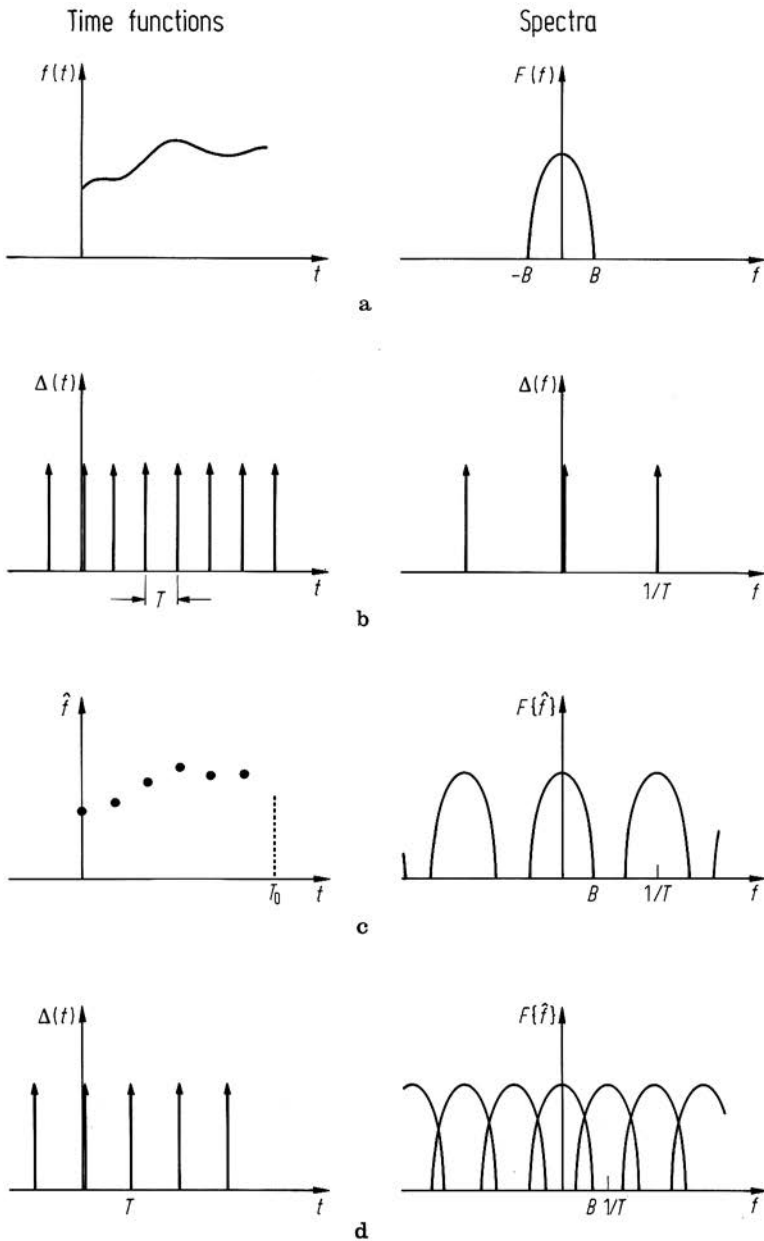 Time functions Spectra
f(t) F(f)
t -B B f
a
Δ(t) Δ(f)
T t 1/T f
b
f̂ F{f̂}
T₀ t B 1/T f
c
Δ(t) F{f̂}
T t B 1/T f
d